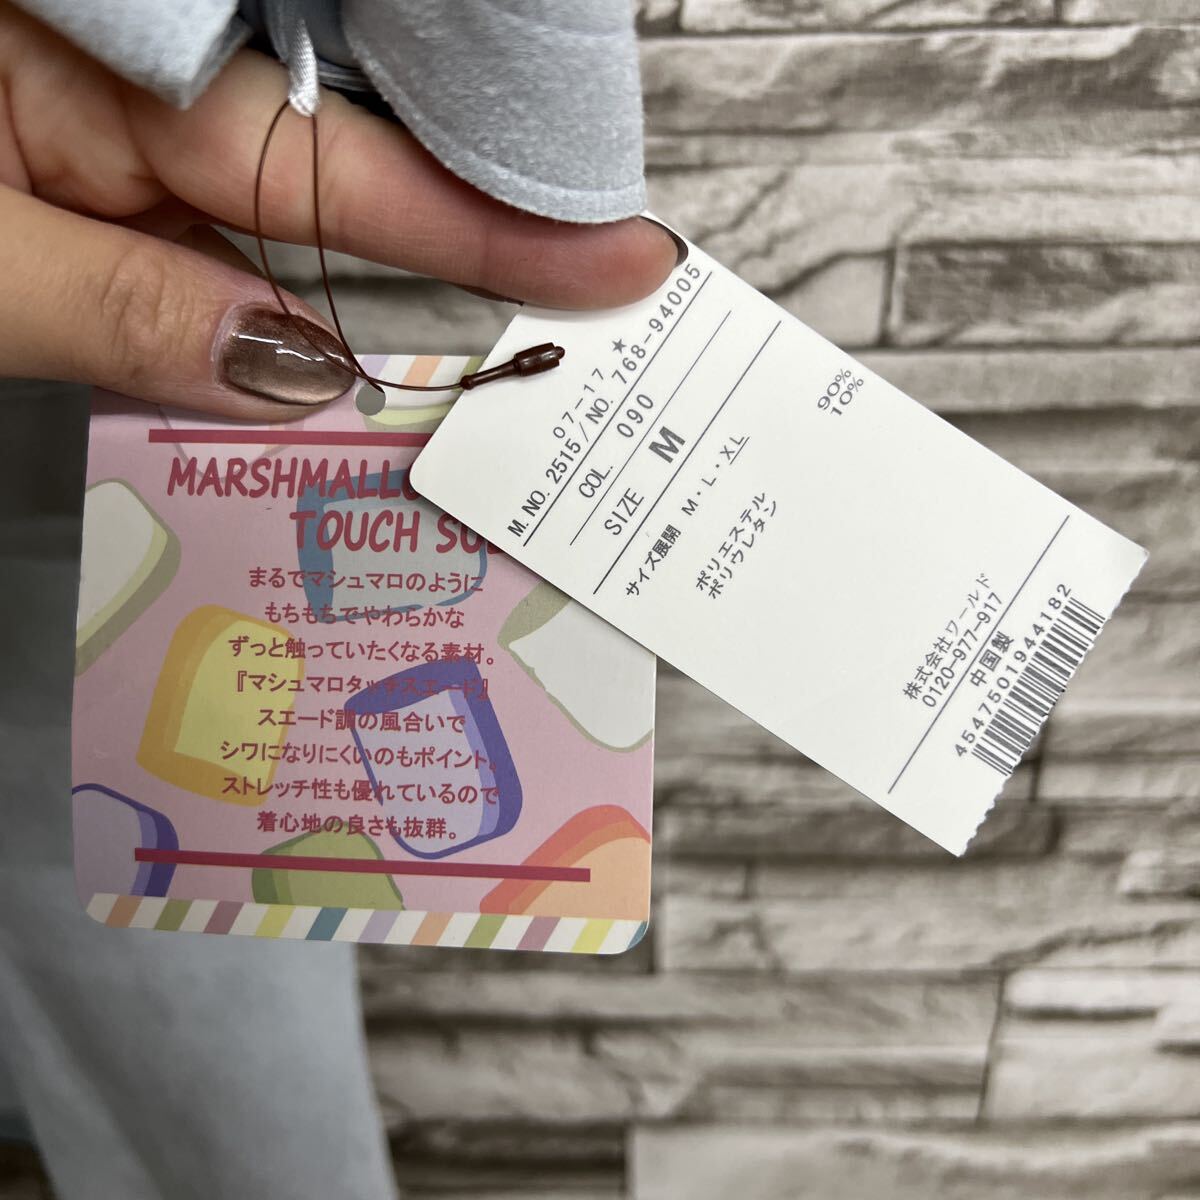 MARSHMALLO
TOUCH SUE
まるでマシュマロのように
もちもちでやわらかな
ずっと触っていたくなる素材。
『マシュマロタッチスエード』
スエード調の風合いで
シワになりにくいのもポイント。
ストレッチ性も優れているので
着心地の良さも抜群。
07-17 ★
M. NO. 2515/NO. 768-94005
COL. 090
SIZE M
サイズ展開 M・L・XL
ポリエステル 90%
ポリウレタン 10%
株式会社ワールド
0120-977-917
中国製
4547501944182